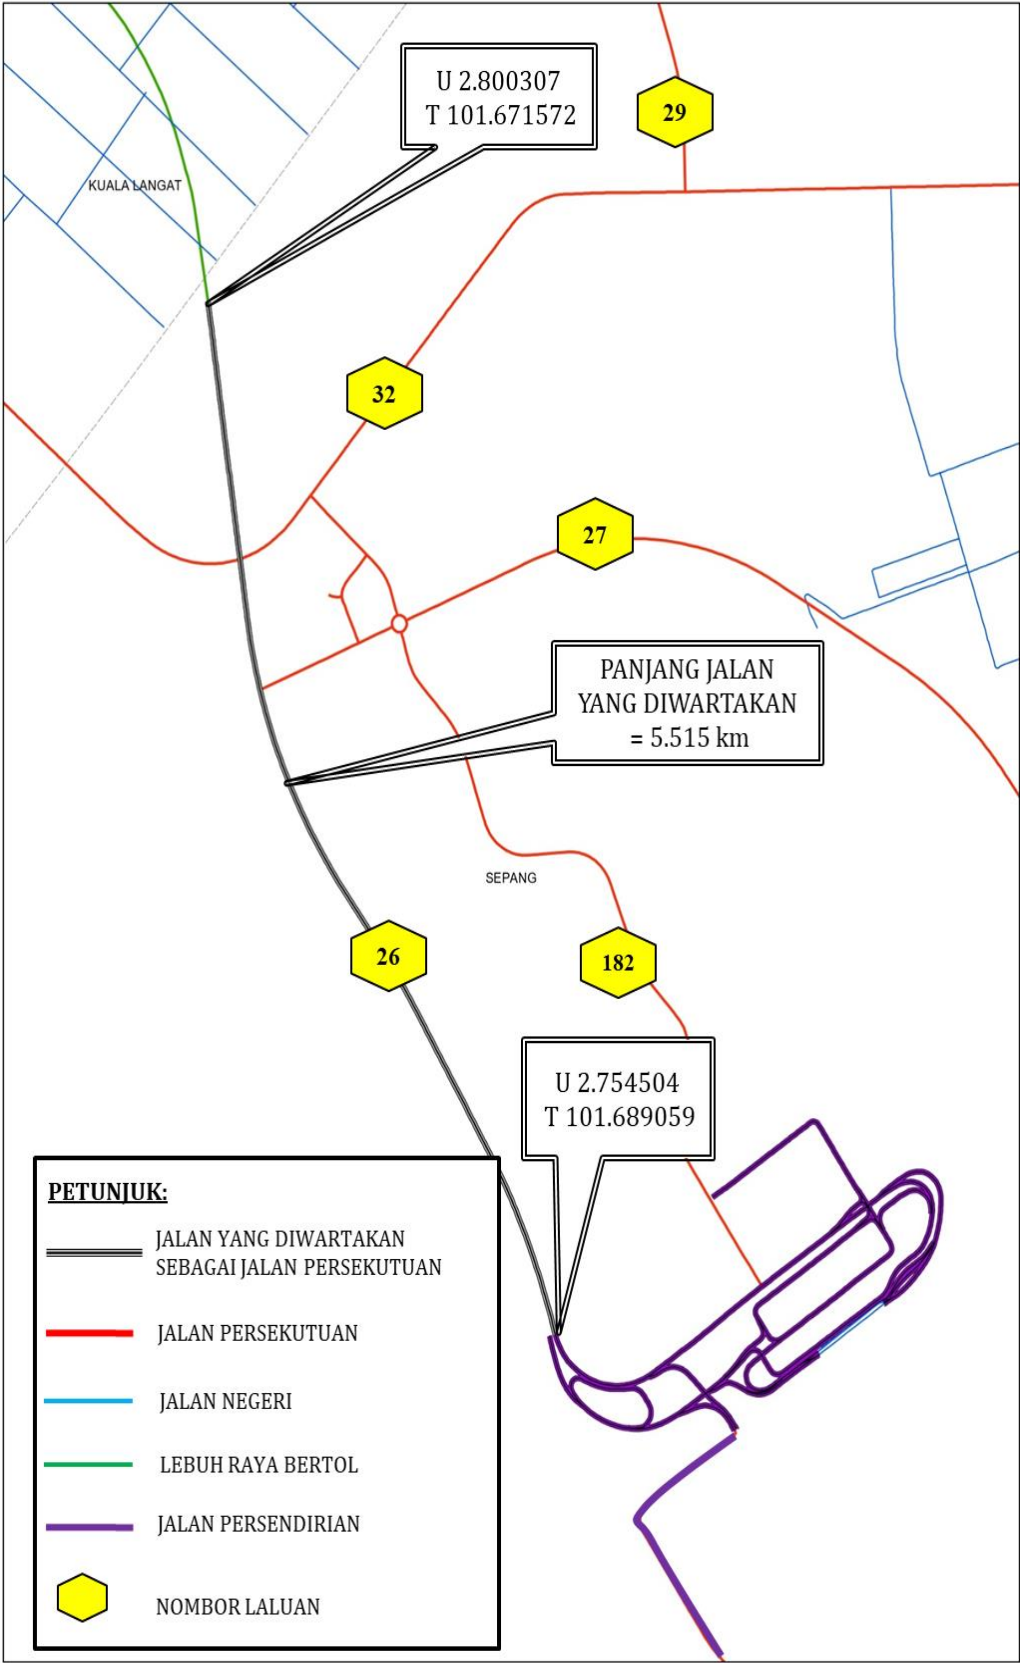 U 2.800307
T 101.671572
29
KUALA LANGAT
32
27
PANJANG JALAN
YANG DIWARTAKAN
= 5.515 km
SEPANG
26
182
U 2.754504
T 101.689059
PETUNJUK:
JALAN YANG DIWARTAKAN
SEBAGAI JALAN PERSEKUTUAN
JALAN PERSEKUTUAN
JALAN NEGERI
LEBUH RAYA BERTOL
JALAN PERSENDIRIAN
NOMBOR LALUAN